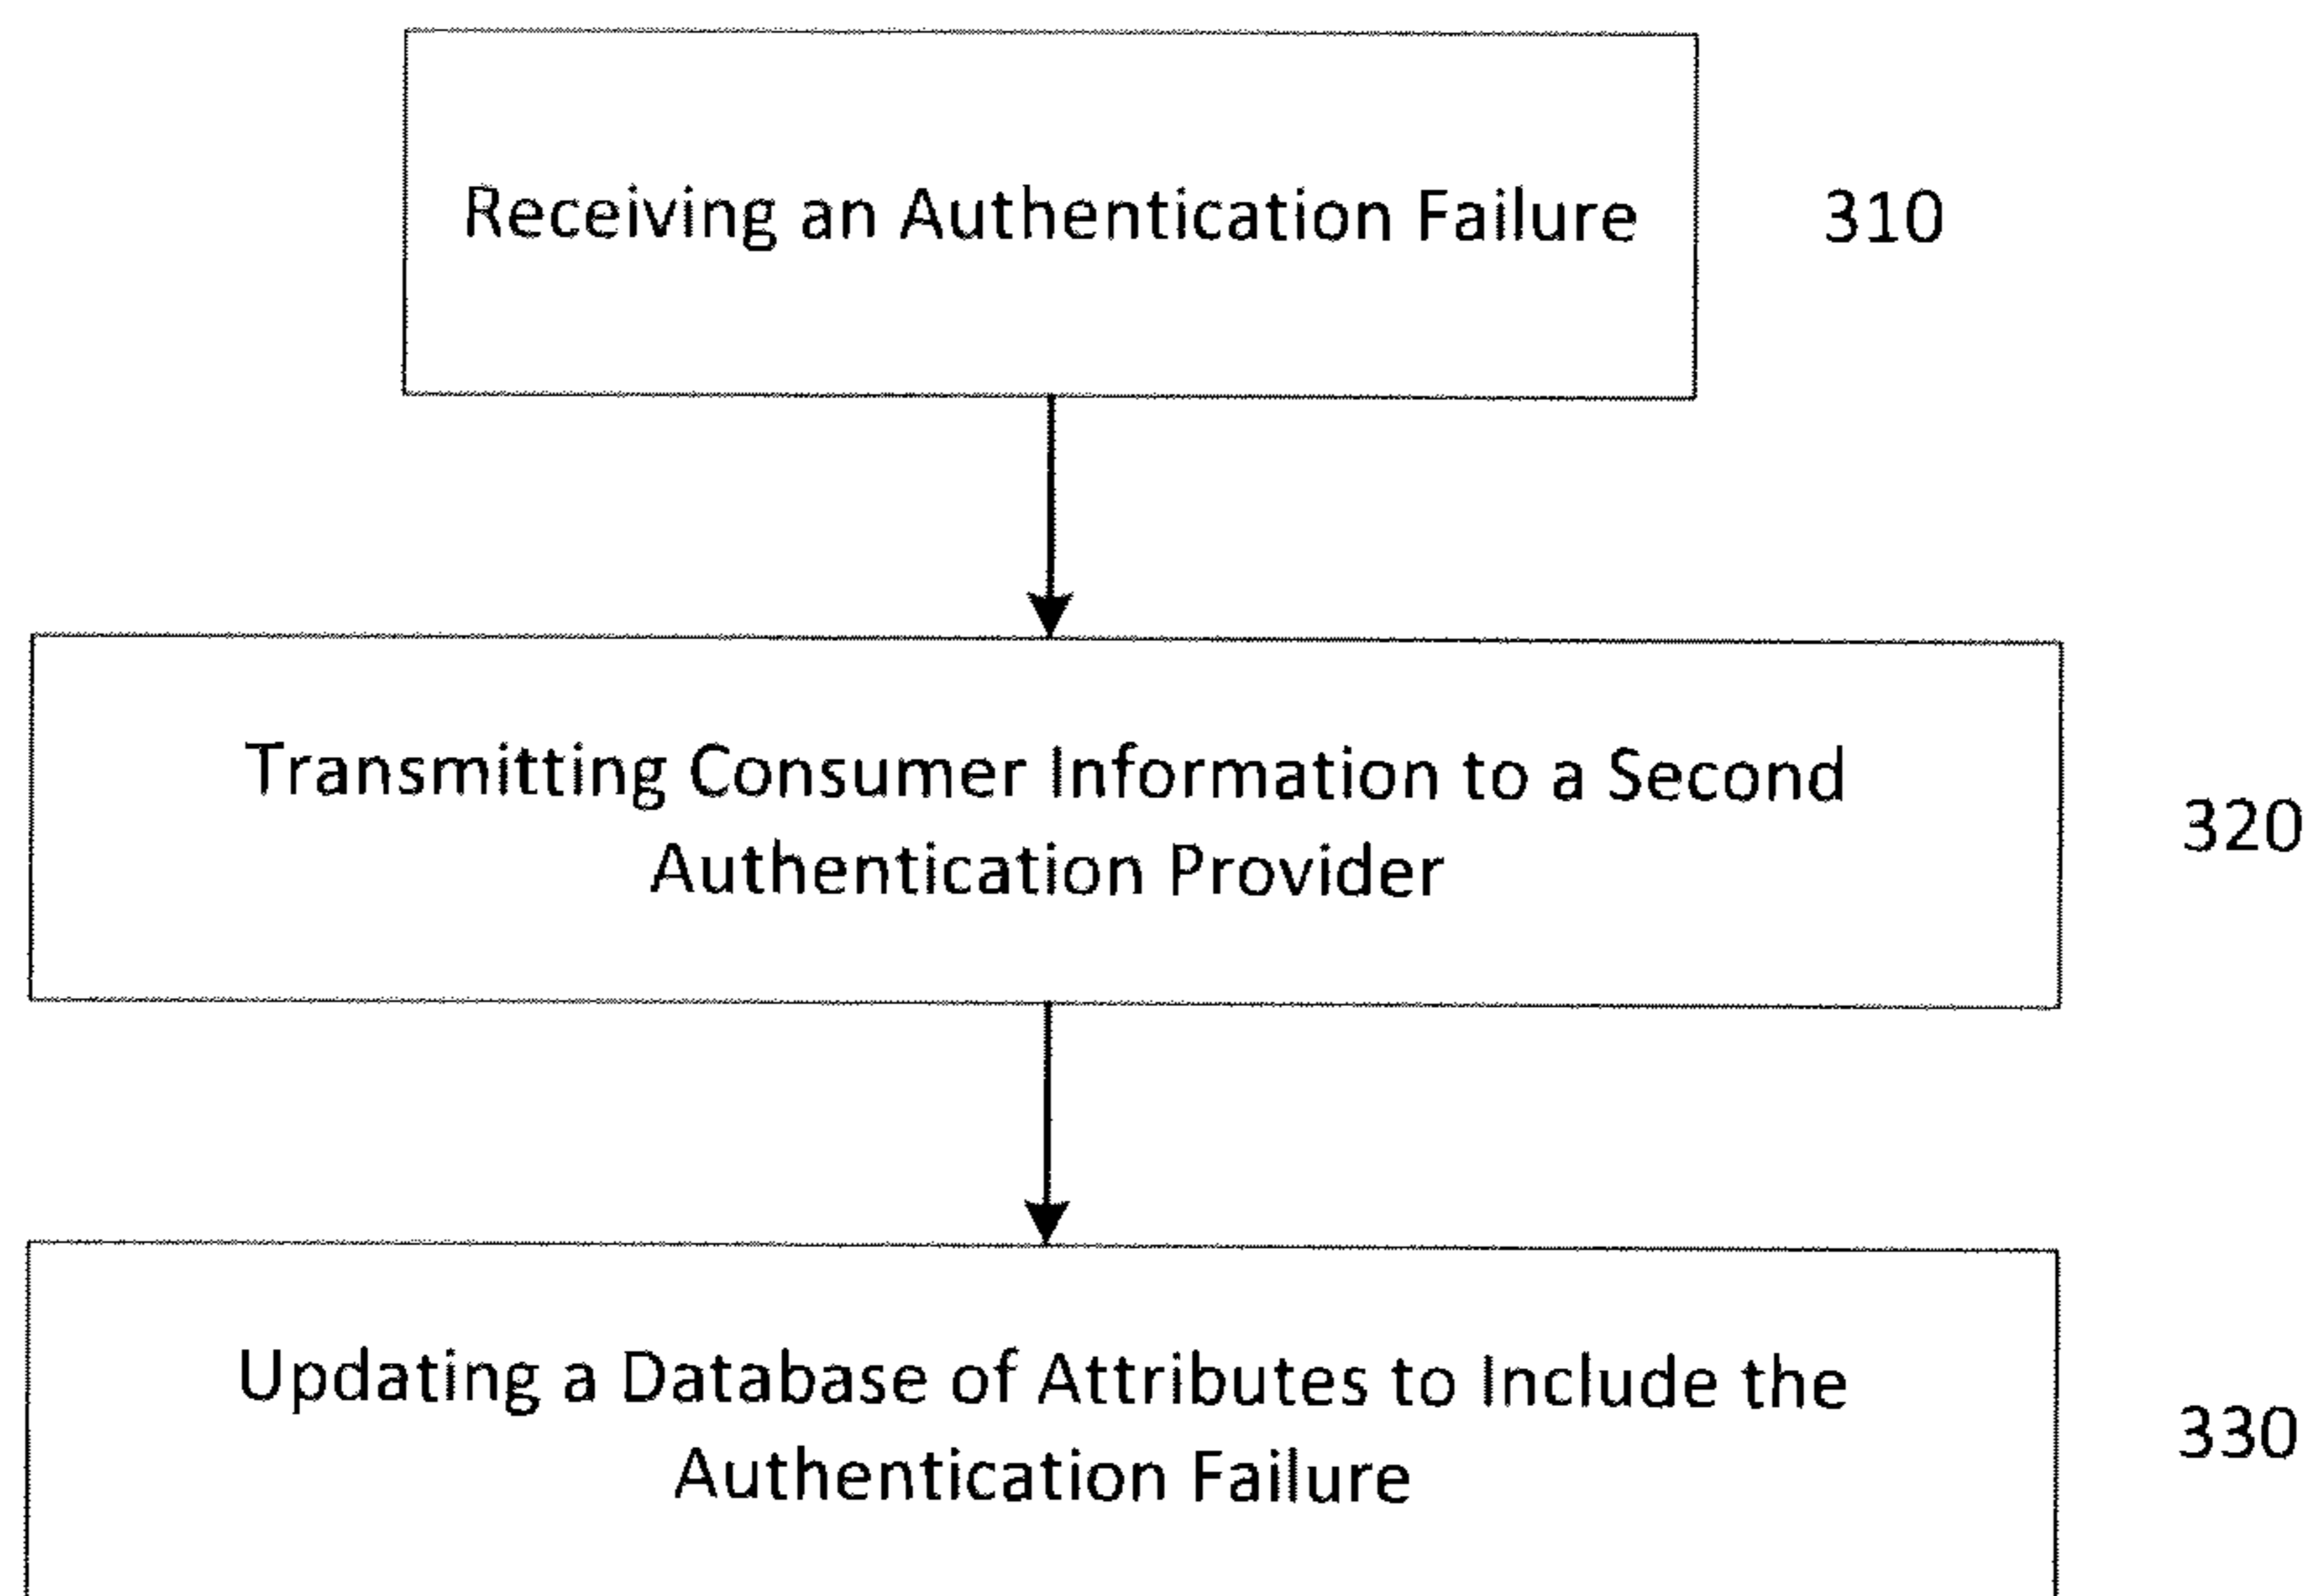 Receiving an Authentication Failure
310
Transmitting Consumer Information to a Second
Authentication Provider
320
Updating a Database of Attributes to Include the
Authentication Failure
330